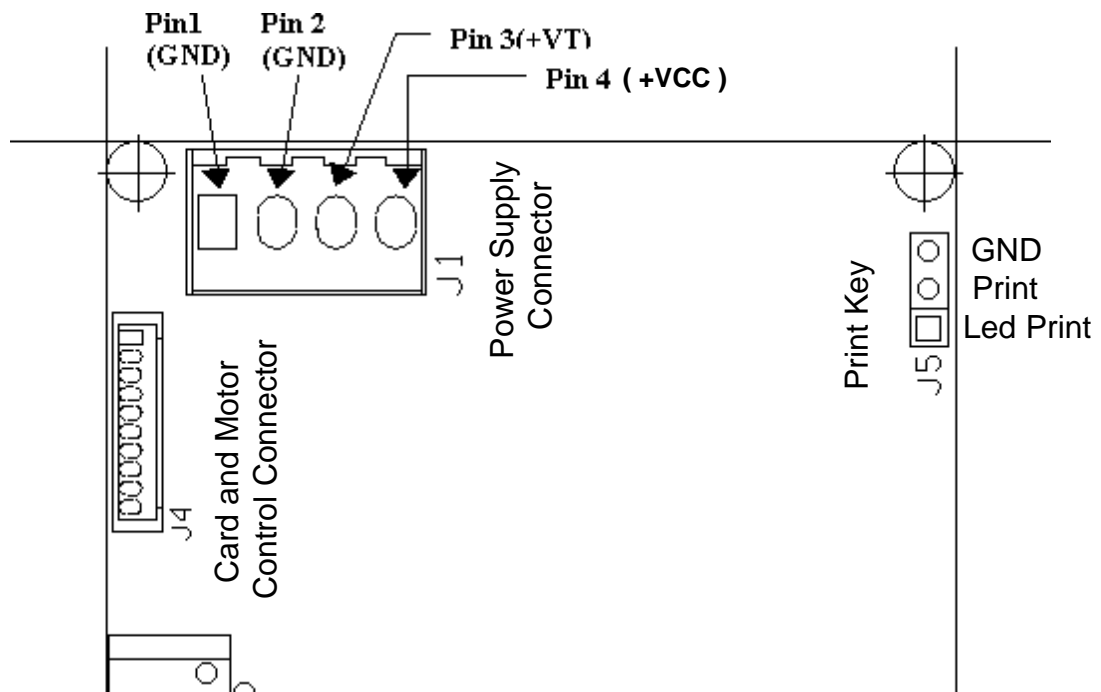 Pin1
(GND)
Pin 2
(GND)
Pin 3(+VT)
Pin 4 ( +VCC )
J1
Power Supply
Connector
Print Key
GND
Print
Led Print
J5
J4
Card and Motor
Control Connector